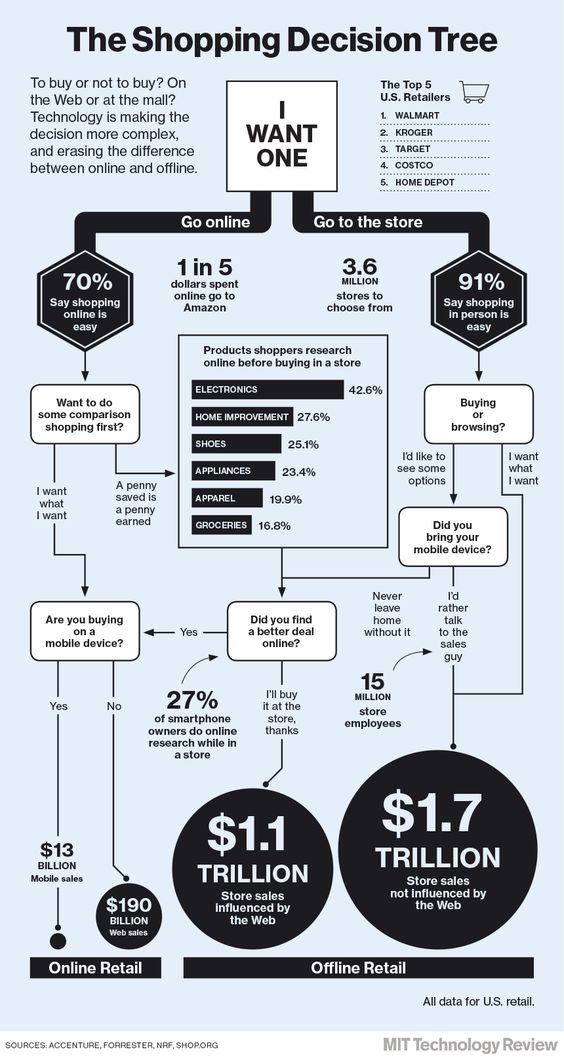 The Shopping Decision Tree
To buy or not to buy? On
the Web or at the mall?
Technology is making the
decision more complex,
and erasing the difference
between online and offline.
I
WANT
ONE
The Top 5
U.S. Retailers
1. WALMART
2. KROGER
3. TARGET
4. COSTCO
5. HOME DEPOT
Go online
Go to the store
70%
Say shopping
online is
easy
1 in 5
dollars spent
online go to
Amazon
3.6
MILLION
stores to
choose from
91%
Say shopping
in person is
easy
Products shoppers research
online before buying in a store
ELECTRONICS 42.6%
HOME IMPROVEMENT 27.6%
SHOES 25.1%
APPLIANCES 23.4%
APPAREL 19.9%
GROCERIES 16.8%
Want to do
some comparison
shopping first?
Buying
or
browsing?
I want
what
I want
A penny
saved is
a penny
earned
I'd like to
see some
options
I want
what
I want
Did you
bring your
mobile device?
Are you buying
on a
mobile device?
Yes
Did you find
a better deal
online?
Never
leave
home
without it
I'd
rather
talk
to the
sales
guy
Yes
No
27%
of smartphone
owners do online
research while in
a store
I'll buy
it at the
store,
thanks
15
MILLION
store
employees
$13
BILLION
Mobile sales
$190
BILLION
Web sales
$1.1
TRILLION
Store sales
influenced by
the Web
$1.7
TRILLION
Store sales
not influenced by
the Web
Online Retail
Offline Retail
All data for U.S. retail.
SOURCES: ACCENTURE, FORRESTER, NRF, SHOP.ORG
MIT Technology Review